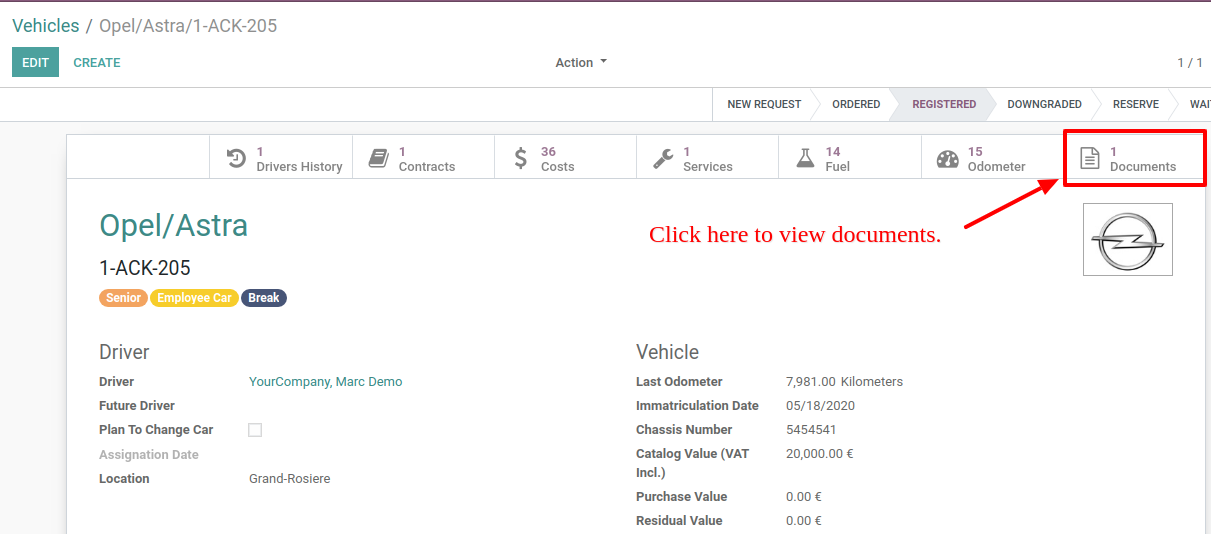 Vehicles / Opel/Astra/1-ACK-205
EDIT CREATE Action 1 / 1
NEW REQUEST ORDERED REGISTERED DOWNGRADED RESERVE WAI
1 Drivers History
1 Contracts
$ 36 Costs
1 Services
14 Fuel
15 Odometer
1 Documents
Opel/Astra
Click here to view documents.
1-ACK-205
Senior Employee Car Break
Driver
Driver YourCompany, Marc Demo
Future Driver
Plan To Change Car
Assignation Date
Location Grand-Rosiere
Vehicle
Last Odometer 7,981.00 Kilometers
Immatriculation Date 05/18/2020
Chassis Number 5454541
Catalog Value (VAT 20,000.00 €
Incl.)
Purchase Value 0.00 €
Residual Value 0.00 €